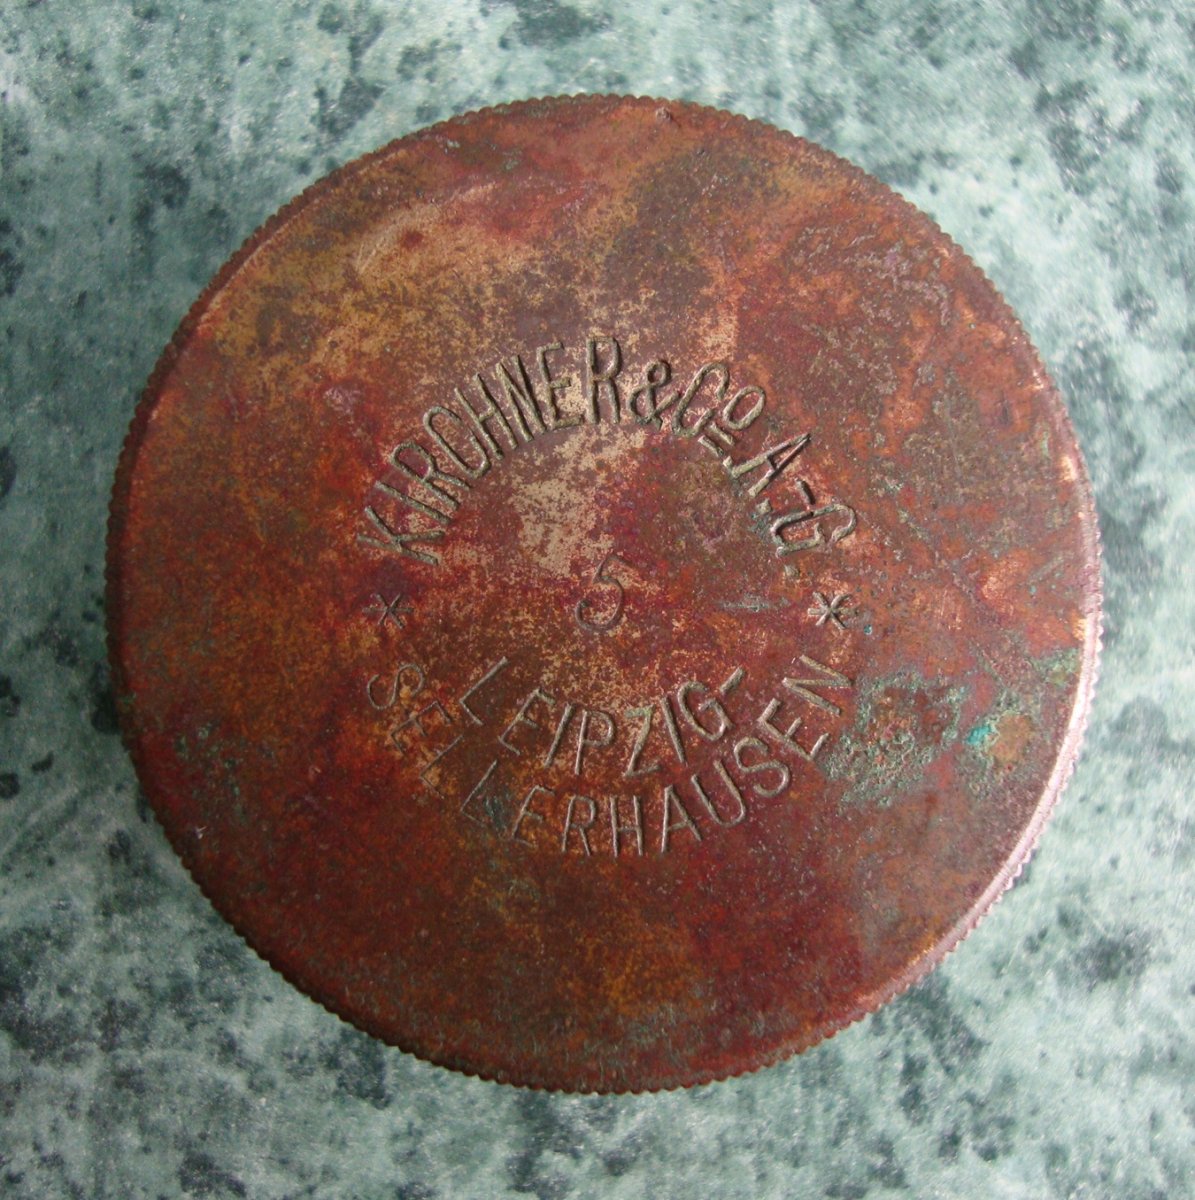 KIRCHNER & Co. A-G.
* 5 *
LEIPZIG-
SELLERHAUSEN